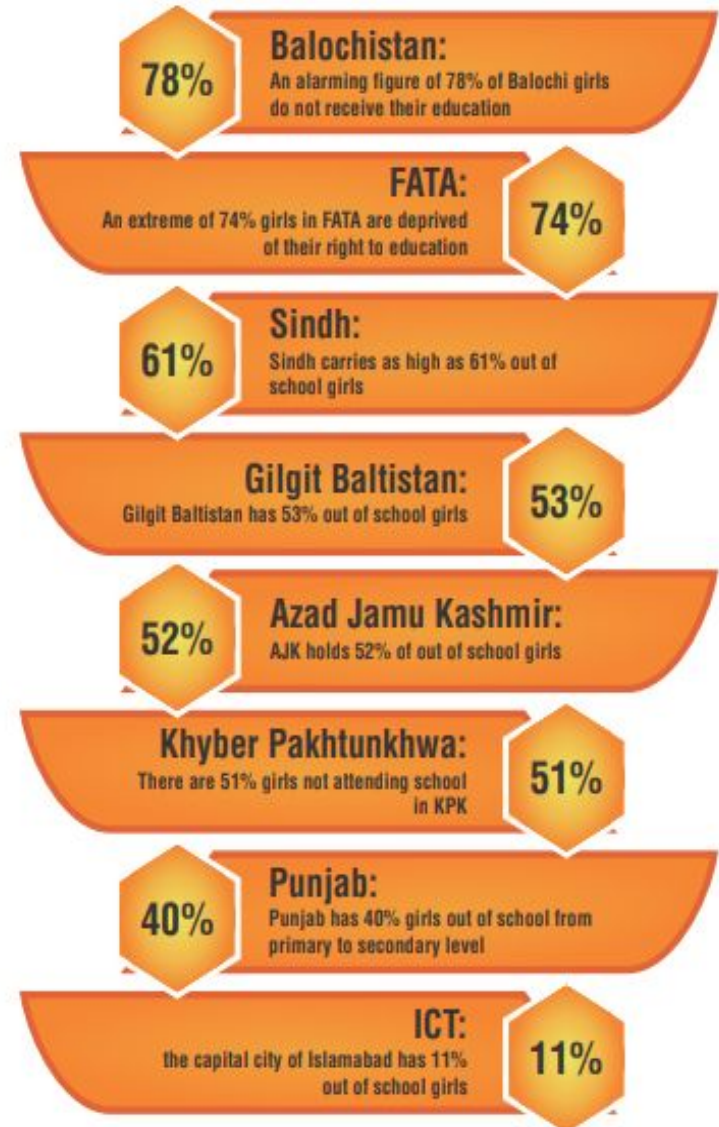 78%
Balochistan:
An alarming figure of 78% of Balochi girls
do not receive their education
FATA:
An extreme of 74% girls in FATA are deprived
of their right to education
74%
61%
Sindh:
Sindh carries as high as 61% out of
school girls
Gilgit Baltistan:
Gilgit Baltistan has 53% out of school girls
53%
52%
Azad Jamu Kashmir:
AJK holds 52% of out of school girls
Khyber Pakhtunkhwa:
There are 51% girls not attending school
in KPK
51%
40%
Punjab:
Punjab has 40% girls out of school from
primary to secondary level
ICT:
the capital city of Islamabad has 11%
out of school girls
11%